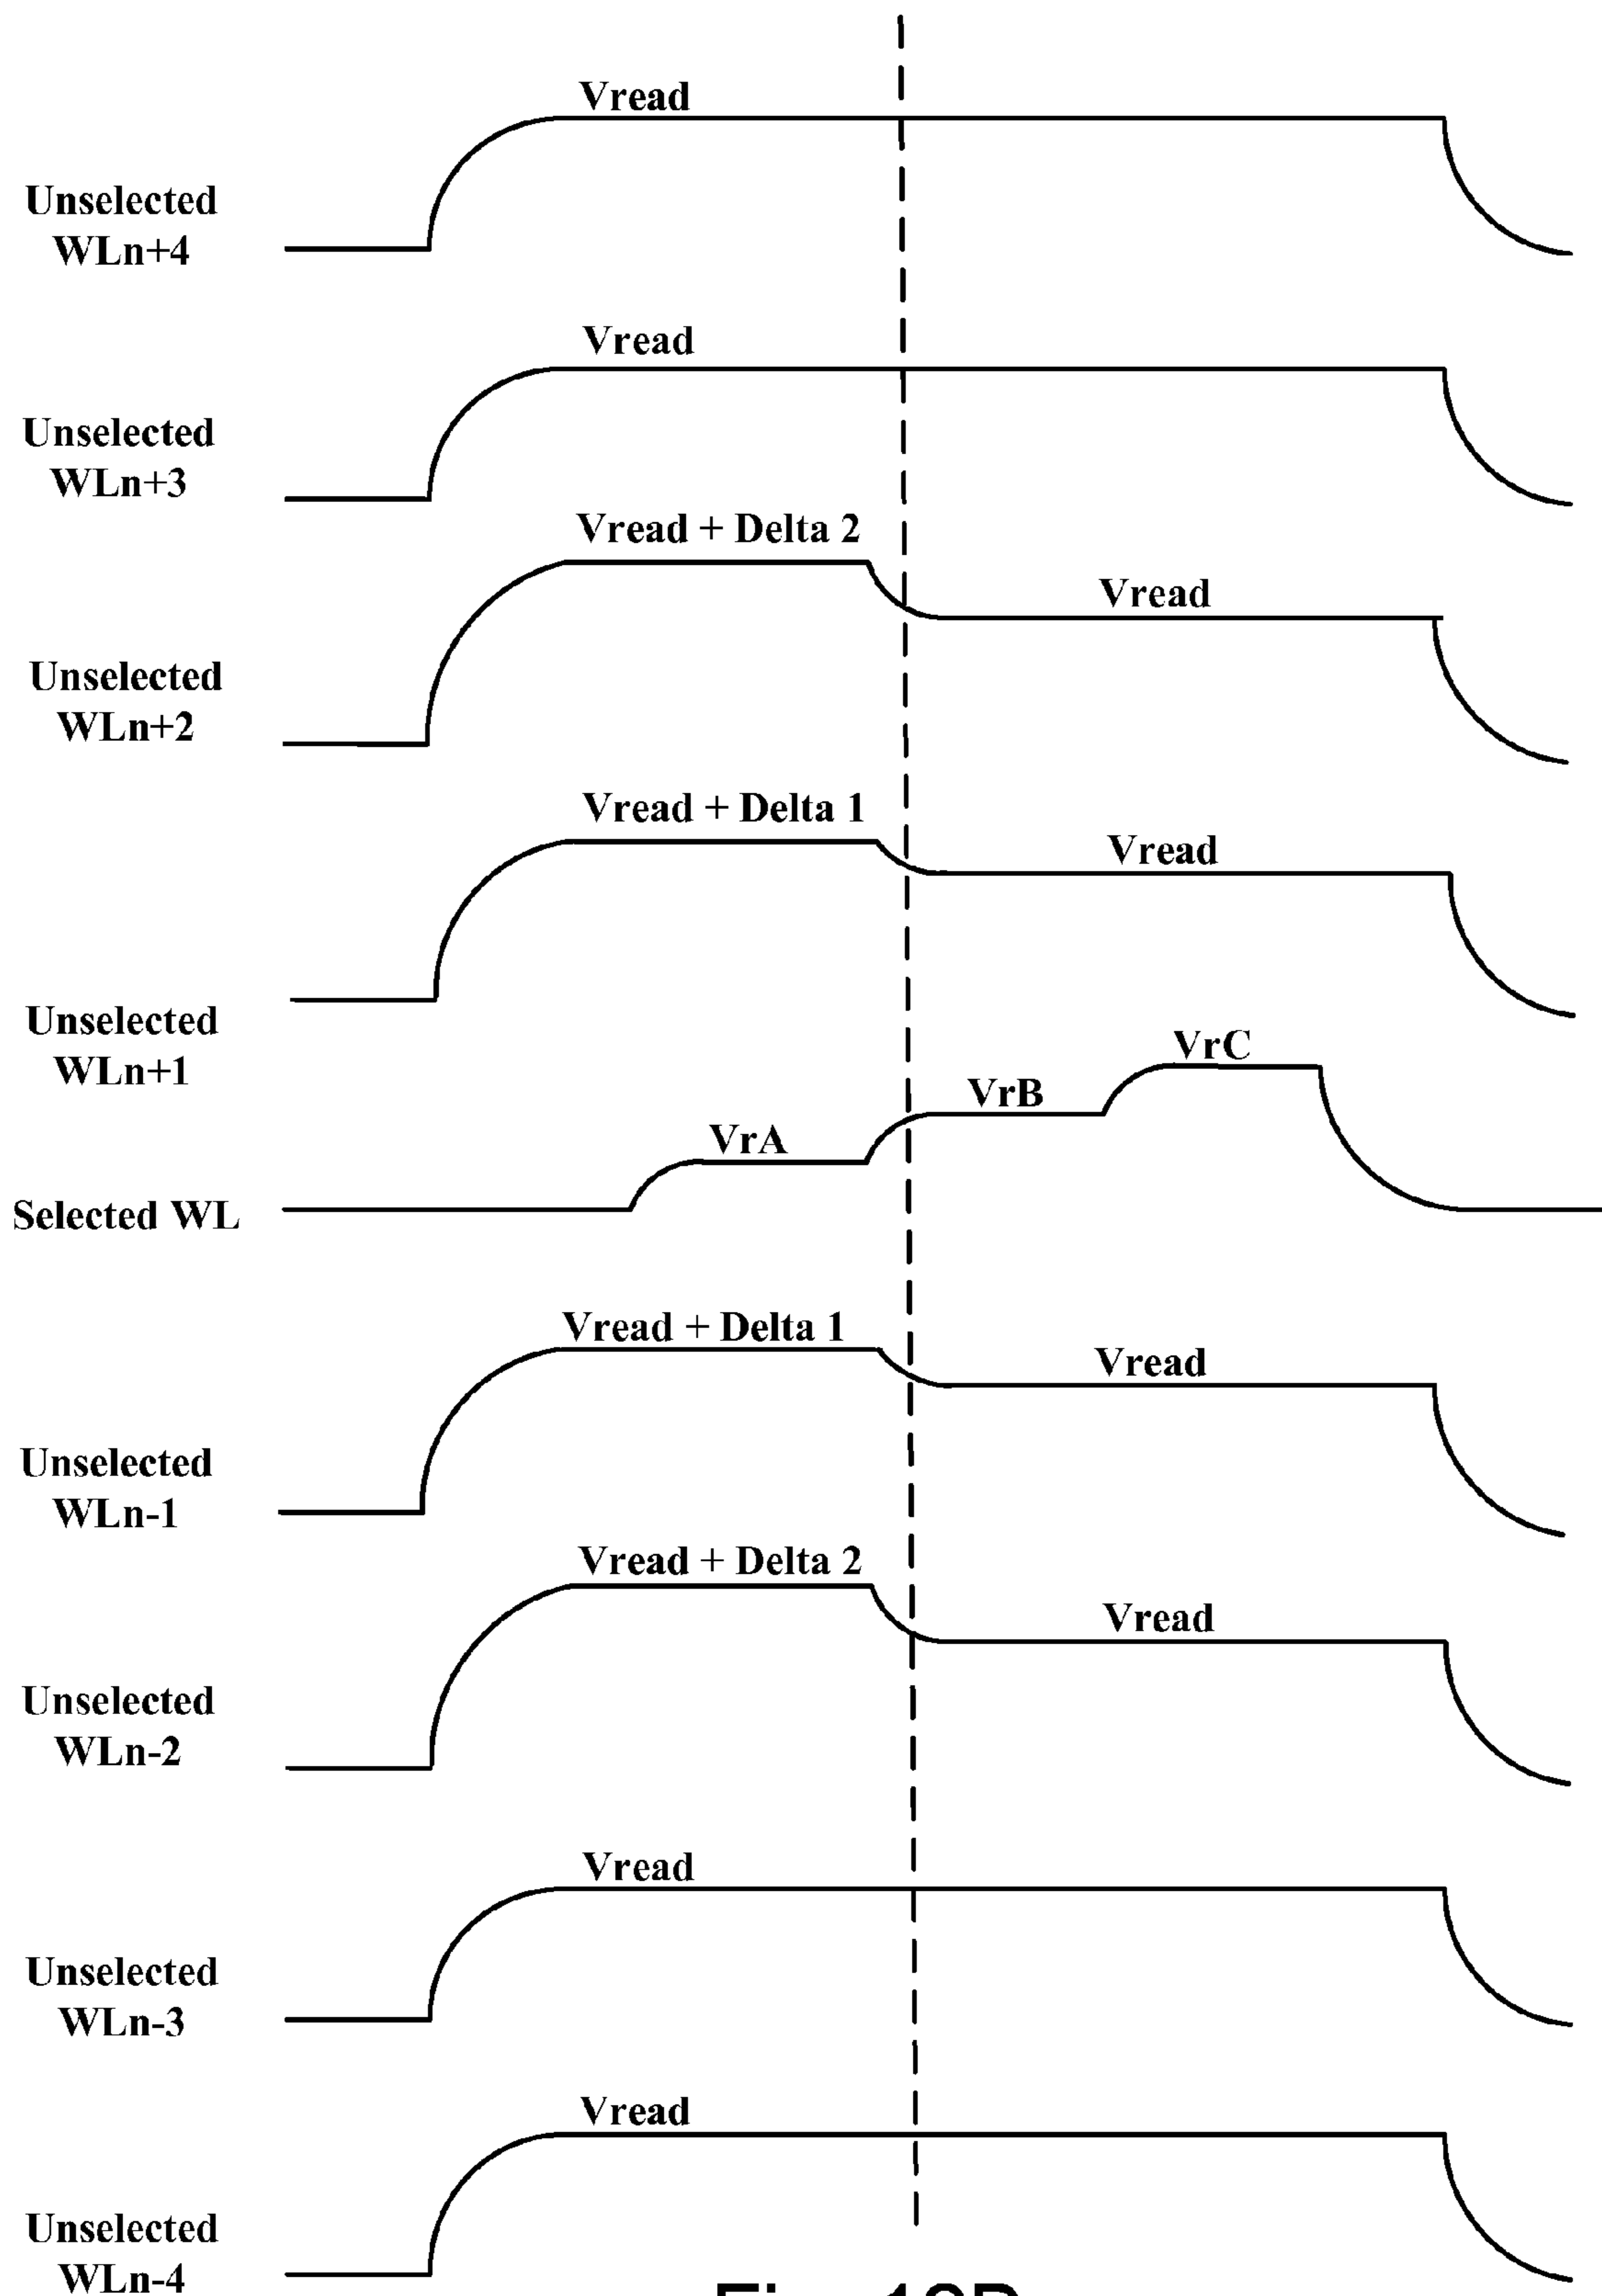 Vread
Unselected
WLn+4
Vread
Unselected
WLn+3
Vread + Delta 2
Vread
Unselected
WLn+2
Vread + Delta 1
Vread
Unselected
WLn+1
VrC
VrB
VrA
Selected WL
Vread + Delta 1
Vread
Unselected
WLn-1
Vread + Delta 2
Vread
Unselected
WLn-2
Vread
Unselected
WLn-3
Vread
Unselected
WLn-4